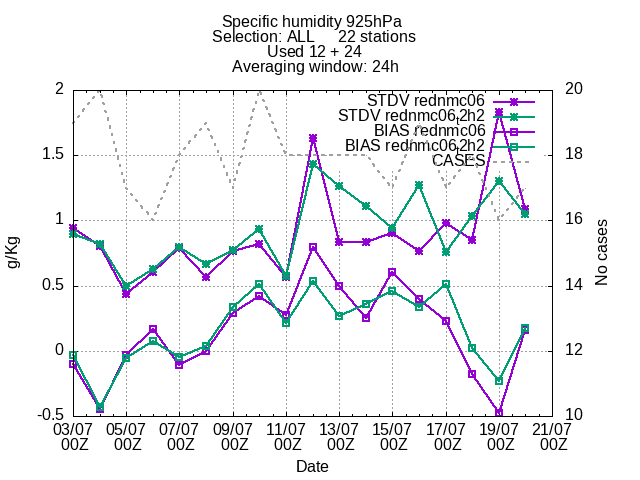 Specific humidity 925hPa
Selection: ALL 22 stations
Used 12 + 24
Averaging window: 24h
STDV rednmc06
STDV rednmc06,2h2
BIAS rednmc06
BIAS rednmc06,2h2
CASES
2
1.5
1
0.5
0
-0.5
20
18
16
14
12
10
g/Kg
No cases
03/07 05/07 07/07 09/07 11/07 13/07 15/07 17/07 19/07 21/07
00Z 00Z 00Z 00Z 00Z 00Z 00Z 00Z 00Z 00Z
Date